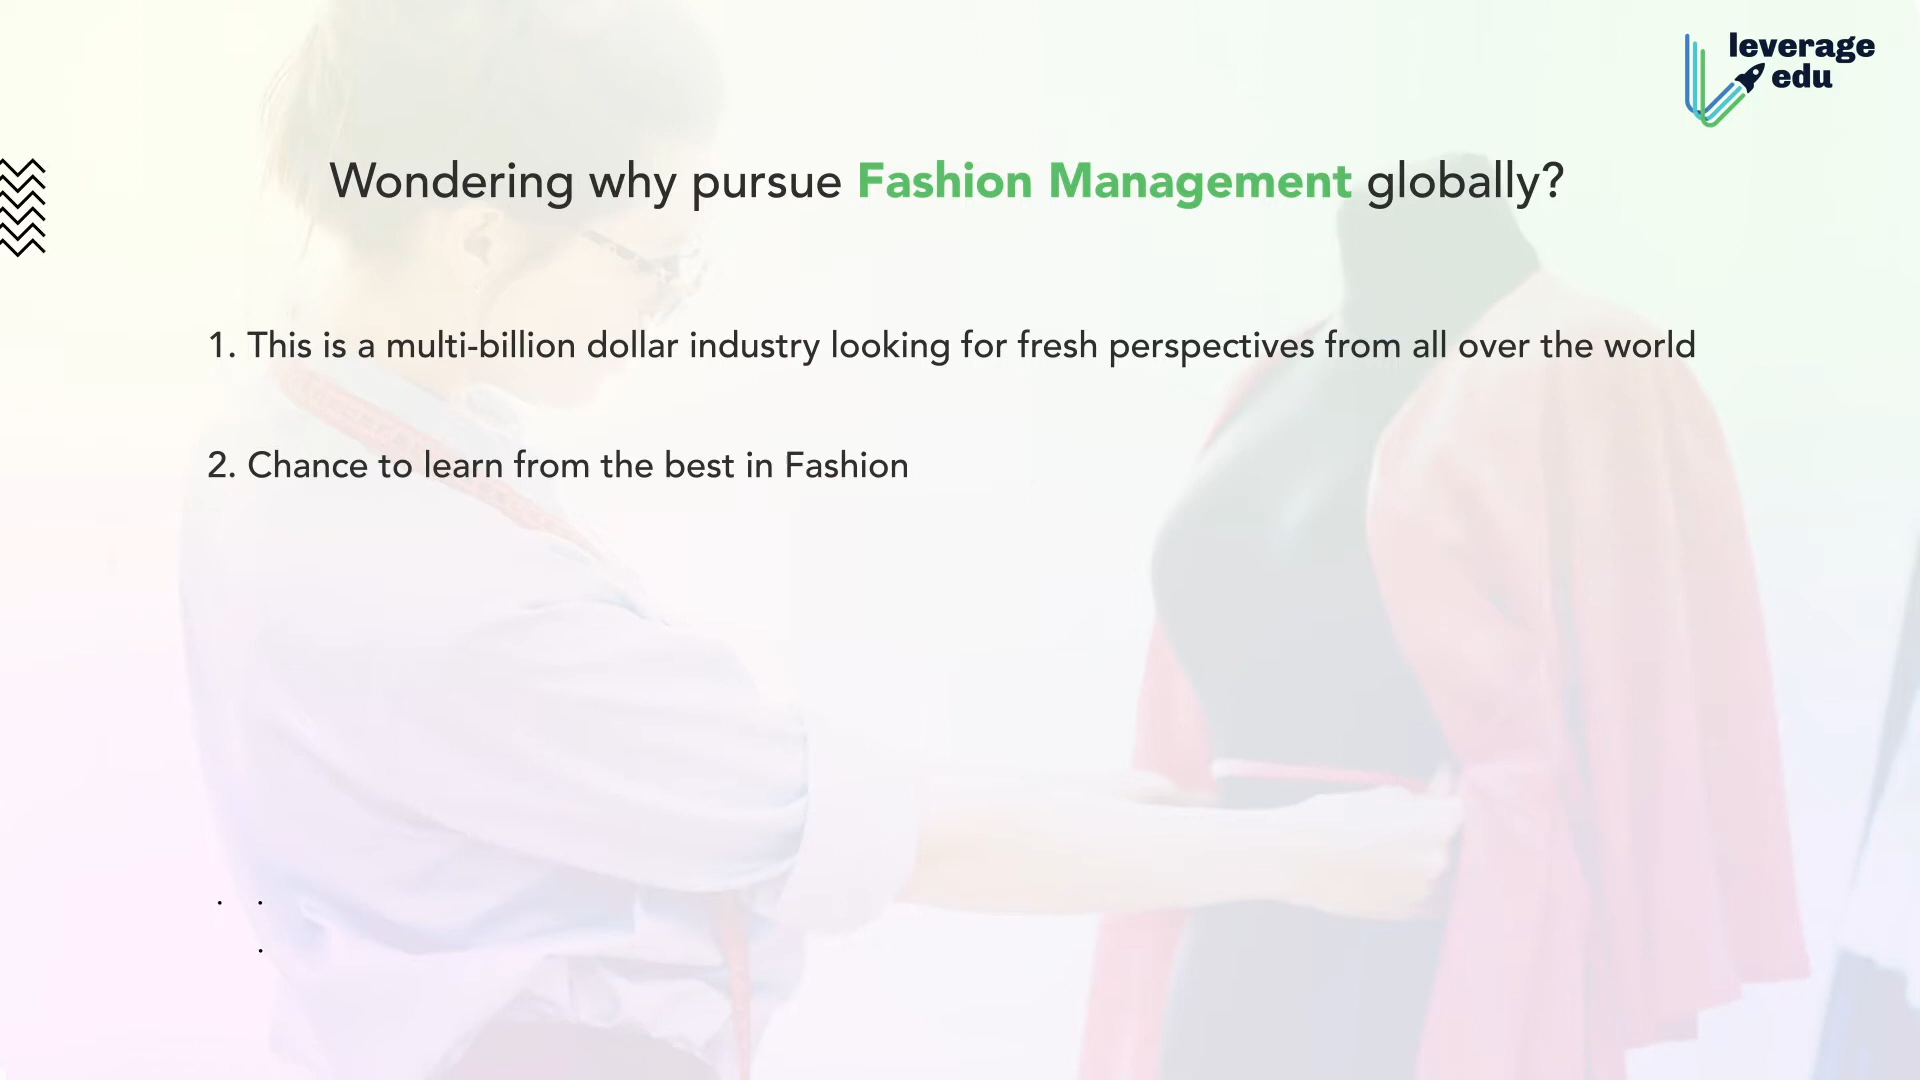 leverage
edu
Wondering why pursue Fashion Management globally?
1. This is a multi-billion dollar industry looking for fresh perspectives from all over the world
2. Chance to learn from the best in Fashion